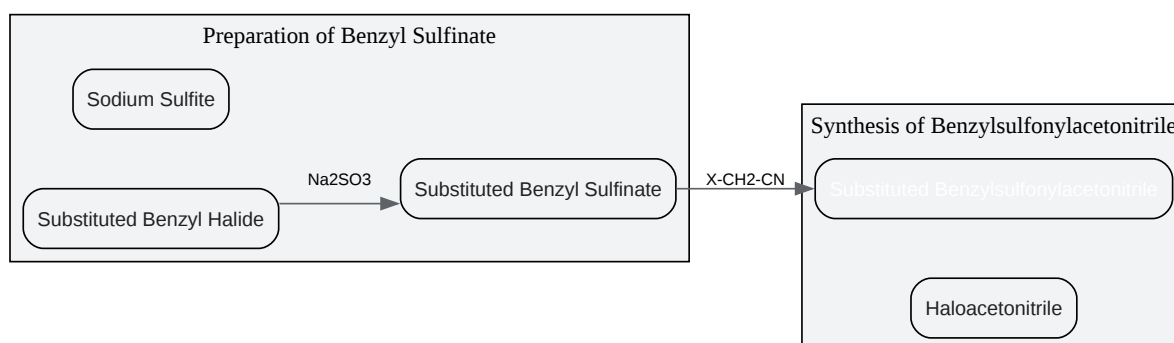 Preparation of Benzyl Sulfinate
Sodium Sulfite
Substituted Benzyl Halide
Na2SO3
Substituted Benzyl Sulfinate
X-CH2-CN
Synthesis of Benzylsulfonylacetonitrile
Substituted Benzylsulfonylacetonitrile
Haloacetonitrile